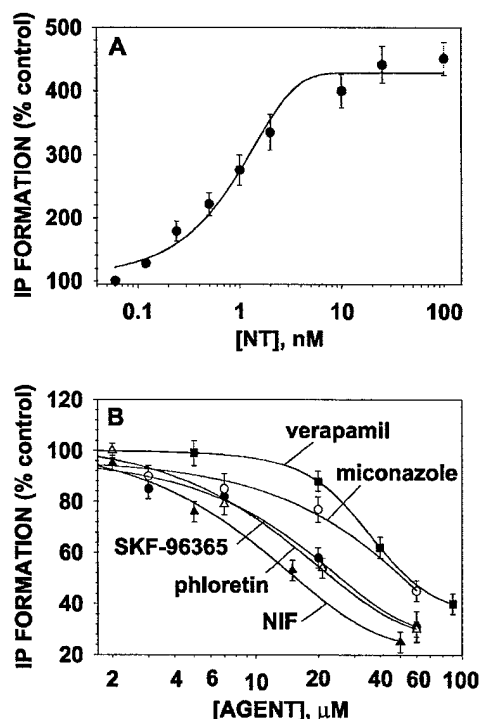 A
IP FORMATION (% control)
500
400
300
200
100
0.1
1
10
100
[NT], nM
B
IP FORMATION (% control)
120
100
80
60
40
20
verapamil
miconazole
SKF-96365
phloretin
NIF
2
4
6
10
20
40
60
90
[AGENT], μM